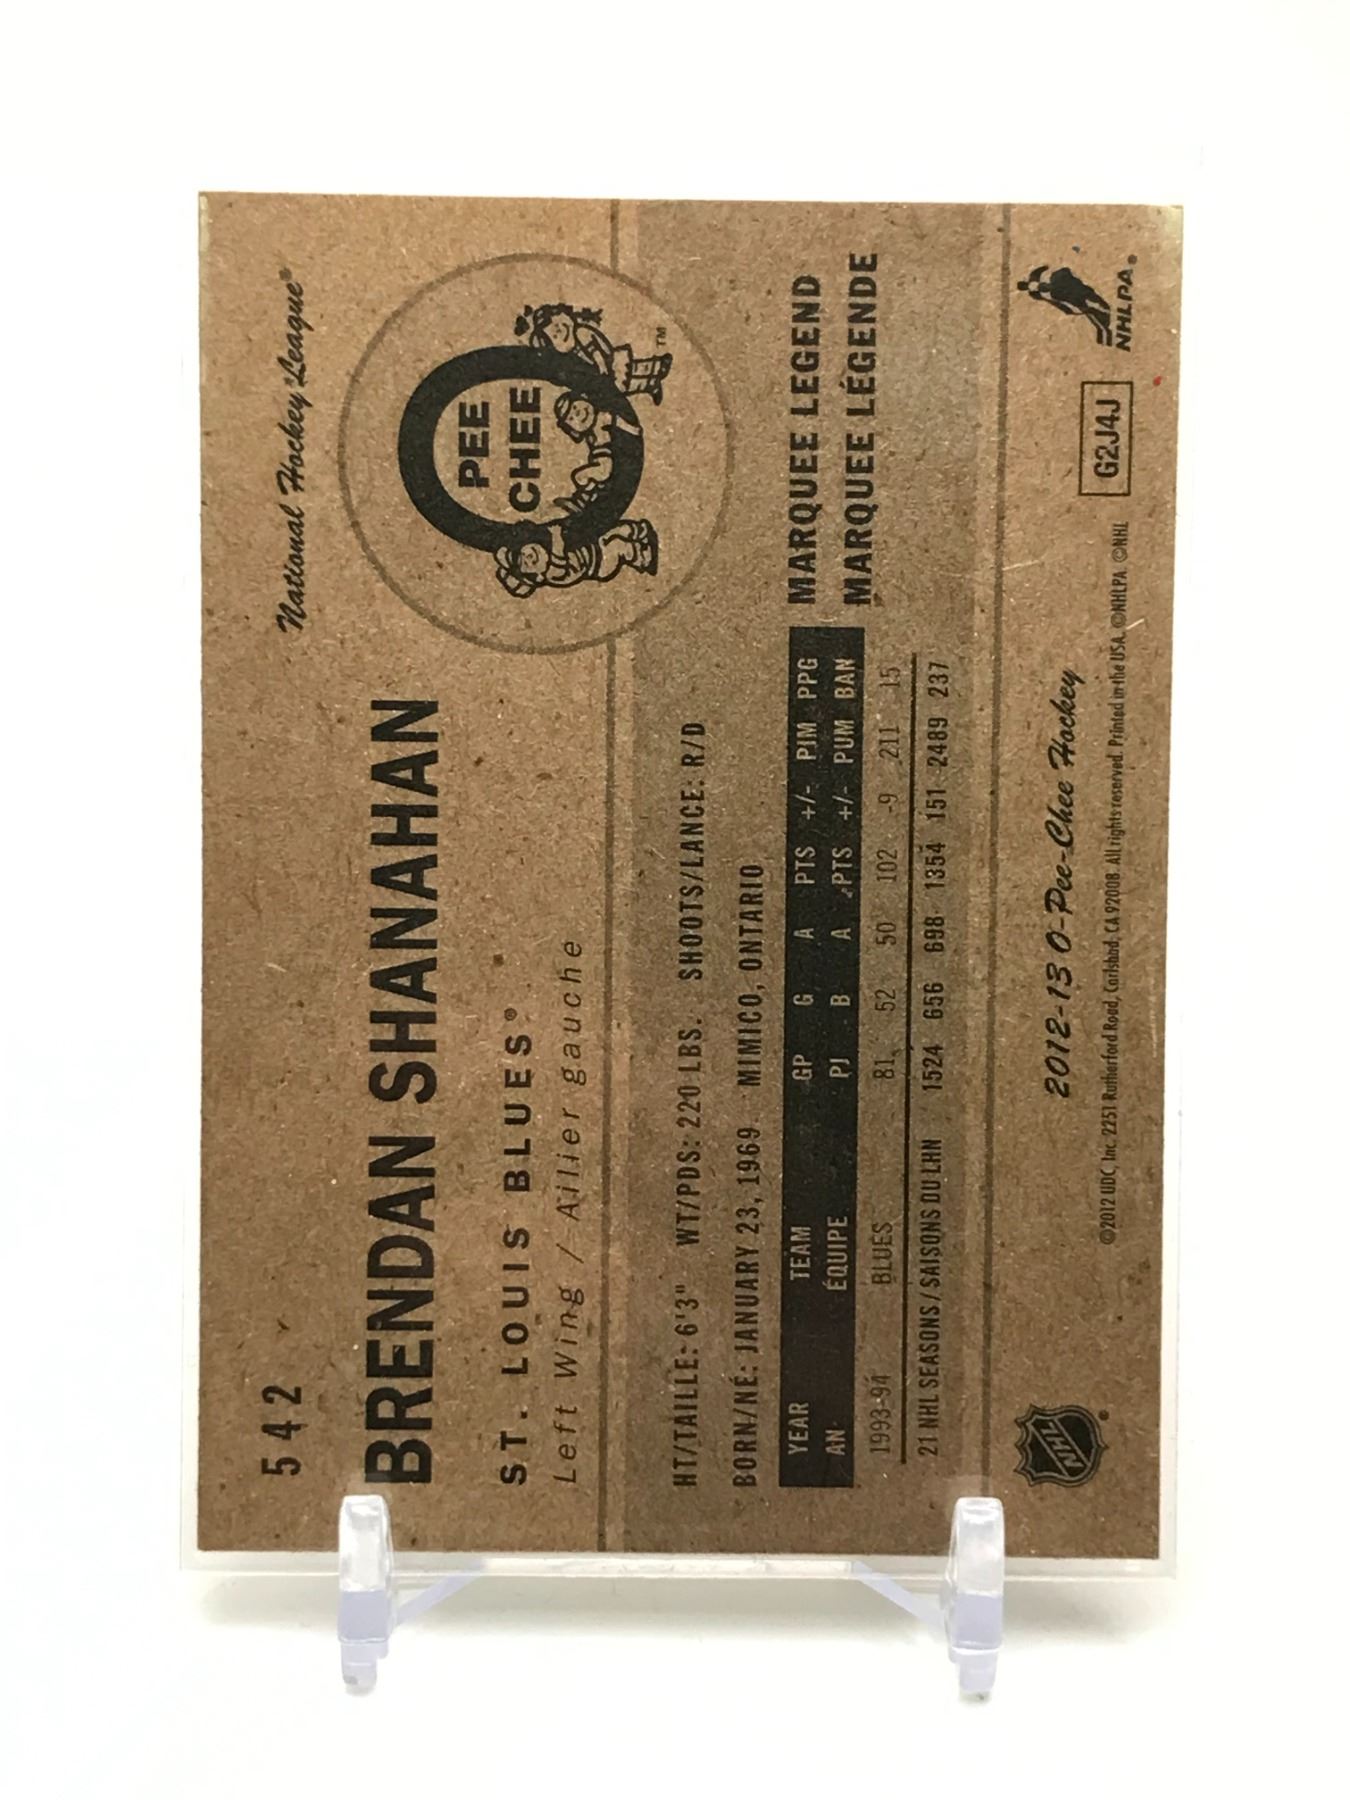 542
National Hockey League®
BRENDAN SHANAHAN
ST. LOUIS BLUES®
Left Wing / Ailier gauche
PEE
CHEE
TM
HT/TAILLE: 6'3" WT/PDS: 220 LBS. SHOOTS/LANCE: R/D
BORN/NÉ: JANUARY 23, 1969. MIMICO, ONTARIO
YEAR TEAM GP G A PTS +/- PIM PPG
AN ÉQUIPE PJ B A PTS +/- PUM BAN
1993-94 BLUES 81 52 50 102 -9 211 15
21 NHL SEASONS/SAISONS DU LHN 1524 656 698 1354 151 2489 237
MARQUEE LEGEND
MARQUEE LÉGENDE
NHL
®
2012-13 O-Pee-Chee Hockey
©2012 UDC, Inc. 2251 Rutherford Road, Carlsbad, CA 92008. All rights reserved. Printed in the USA. ©NHLPA. ©NHL
G2J4J
NHLPA®